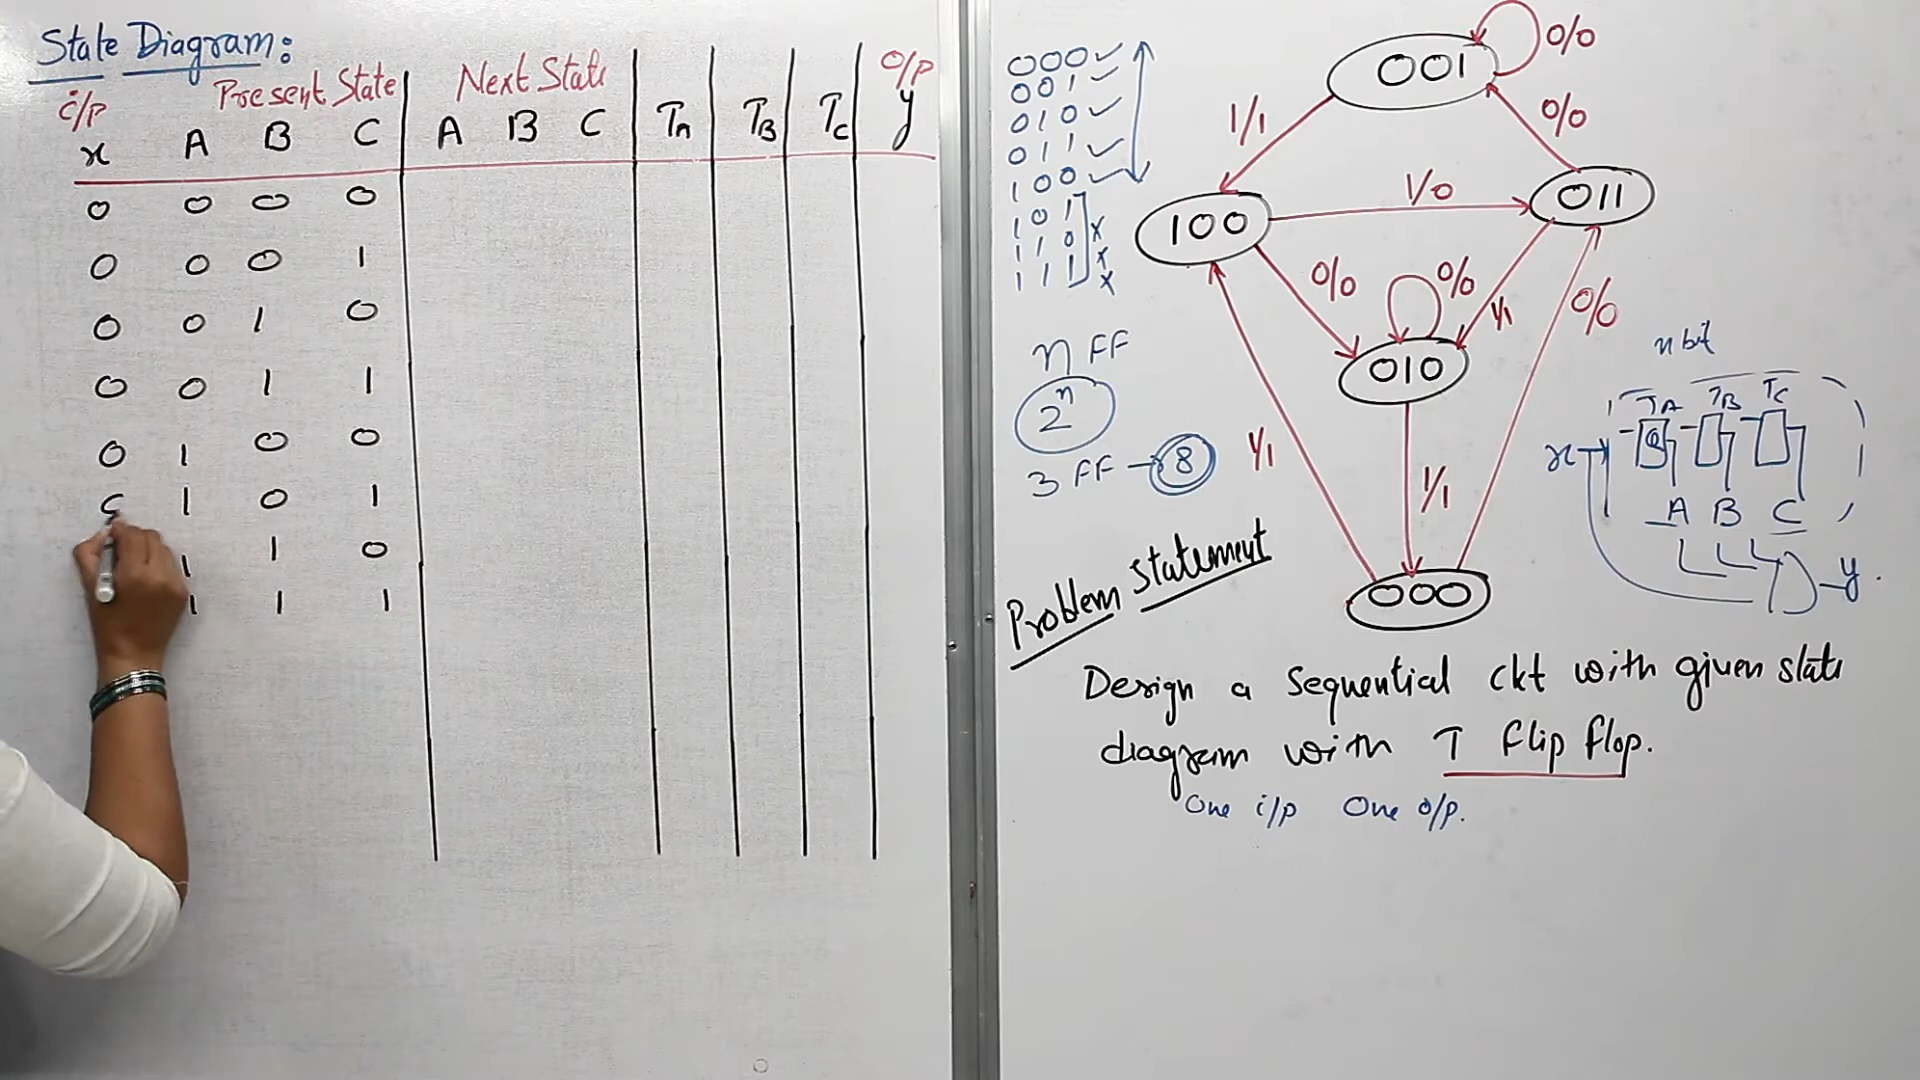 State Diagram:
i/p Present State Next State o/p
x A B C A B C TA TB TC y
0 0 0 0
0 0 0 1
0 0 1 0
0 0 1 1
0 1 0 0
1 0 1
1 1 0
1 1 1
000 ✓
001 ✓
010 ✓
011 ✓
100 ✓
101 x
110 x
111 x
n FF
2ⁿ
3 FF → 8
001
0/0
1/1
0/0
100
1/0
011
0/0
0/0
1/1
0/0
010
1/1
1/1
000
n bit
TA TB TC
x
Q
A B C
y
Problem statement
Design a Sequential ckt with given state
diagram with T flip flop.
One i/p One o/p.